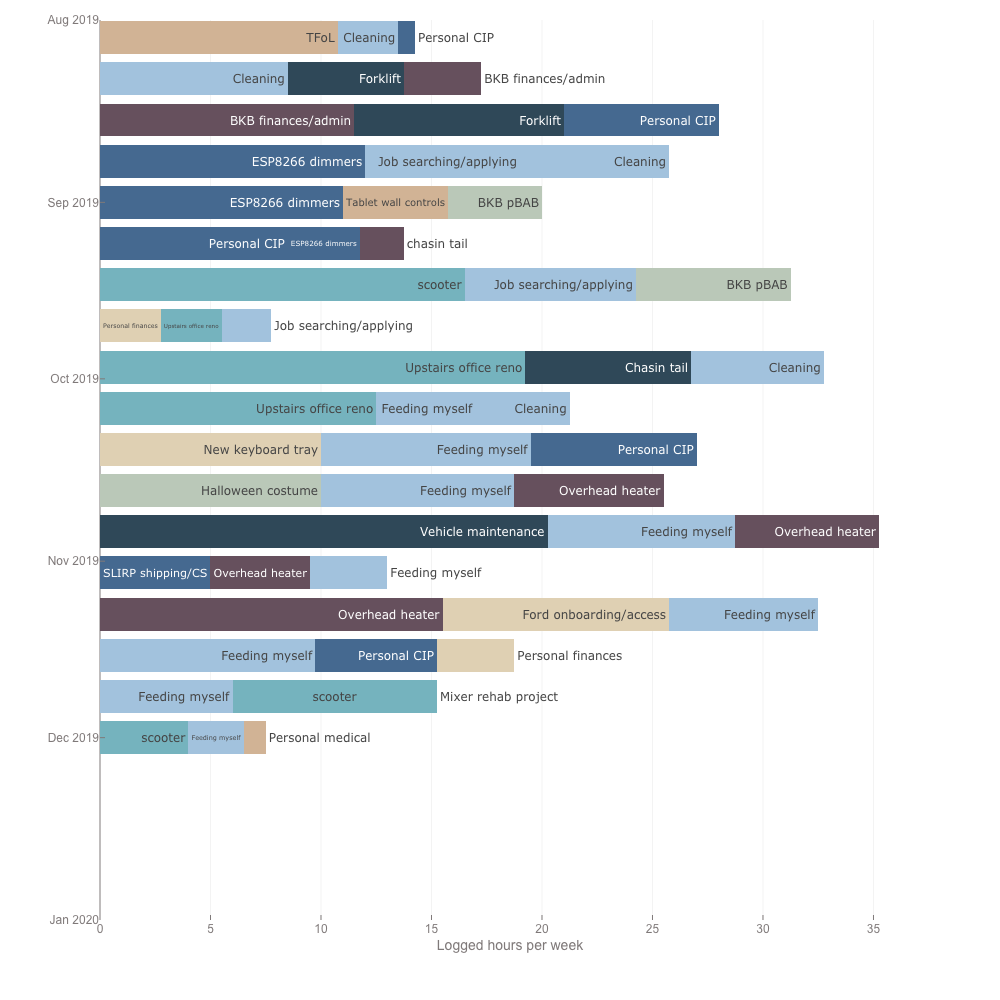 Aug 2019
TFoL Cleaning Personal CIP
Cleaning Forklift BKB finances/admin
BKB finances/admin Forklift Personal CIP
ESP8266 dimmers Job searching/applying Cleaning
Sep 2019 ESP8266 dimmers Tablet wall controls BKB pBAB
Personal CIP ESP8266 dimmers chasin tail
scooter Job searching/applying BKB pBAB
Personal finances Upstairs office reno Job searching/applying
Upstairs office reno Chasin tail Cleaning
Oct 2019
Upstairs office reno Feeding myself Cleaning
New keyboard tray Feeding myself Personal CIP
Halloween costume Feeding myself Overhead heater
Vehicle maintenance Feeding myself Overhead heater
Nov 2019
SLIRP shipping/CS Overhead heater Feeding myself
Overhead heater Ford onboarding/access Feeding myself
Feeding myself Personal CIP Personal finances
Feeding myself scooter Mixer rehab project
Dec 2019 scooter Feeding myself Personal medical
Jan 2020
0 5 10 15 20 25 30 35
Logged hours per week